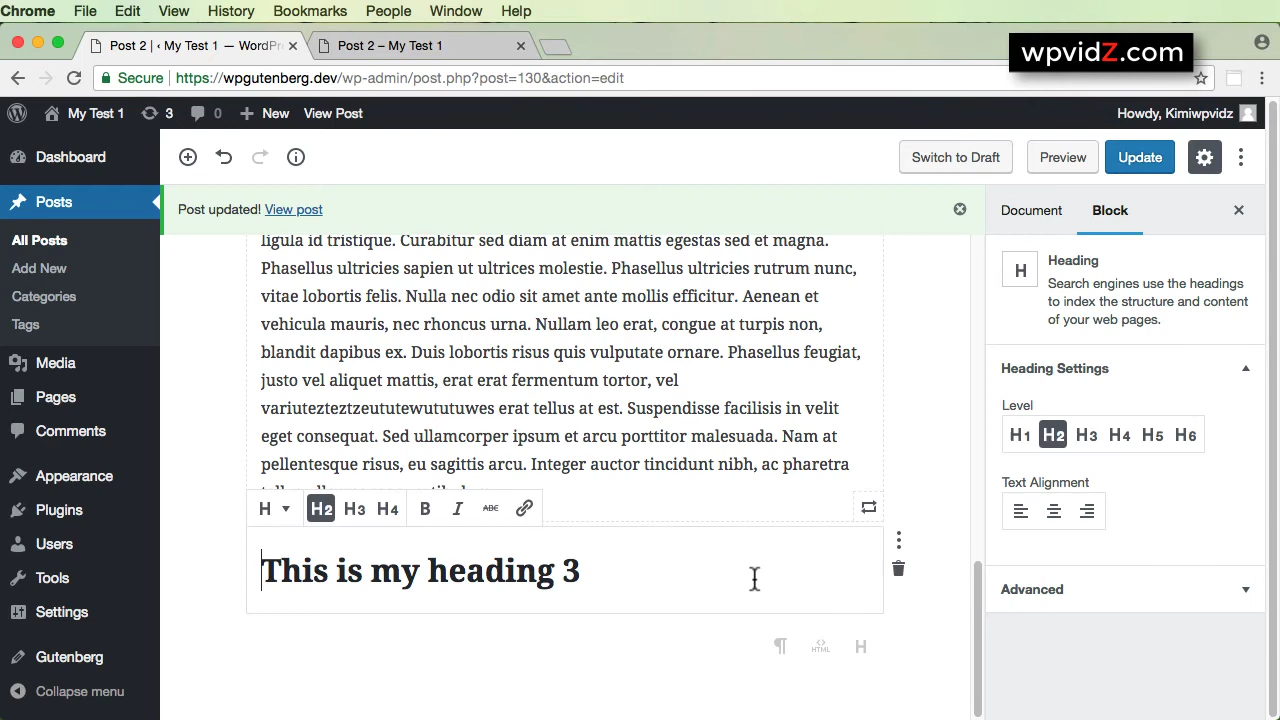 Chrome File Edit View History Bookmarks People Window Help
Post 2 | ‹ My Test 1 — WordPr
Post 2 – My Test 1
wpvidZ.com
Secure https://wpgutenberg.dev/wp-admin/post.php?post=130&action=edit
My Test 1 3 0 New View Post Howdy, Kimiwpvidz
Dashboard
Posts
All Posts
Add New
Categories
Tags
Media
Pages
Comments
Appearance
Plugins
Users
Tools
Settings
Gutenberg
Collapse menu
Switch to Draft Preview Update
Post updated! View post
ligula id tristique. Curabitur sed diam at enim mattis egestas sed et magna.
Phasellus ultricies sapien ut ultrices molestie. Phasellus ultricies rutrum nunc,
vitae lobortis felis. Nulla nec odio sit amet ante mollis efficitur. Aenean et
vehicula mauris, nec rhoncus urna. Nullam leo erat, congue at turpis non,
blandit dapibus ex. Duis lobortis risus quis vulputate ornare. Phasellus feugiat,
justo vel aliquet mattis, erat erat fermentum tortor, vel
variutezteztzeututewututuwes erat tellus at est. Suspendisse facilisis in velit
eget consequat. Sed ullamcorper ipsum et arcu porttitor malesuada. Nam at
pellentesque risus, eu sagittis arcu. Integer auctor tincidunt nibh, ac pharetra
H H2 H3 H4 B I ABC
This is my heading 3
HTML H
Document Block
H Heading
Search engines use the headings
to index the structure and content
of your web pages.
Heading Settings
Level
H1 H2 H3 H4 H5 H6
Text Alignment
Advanced